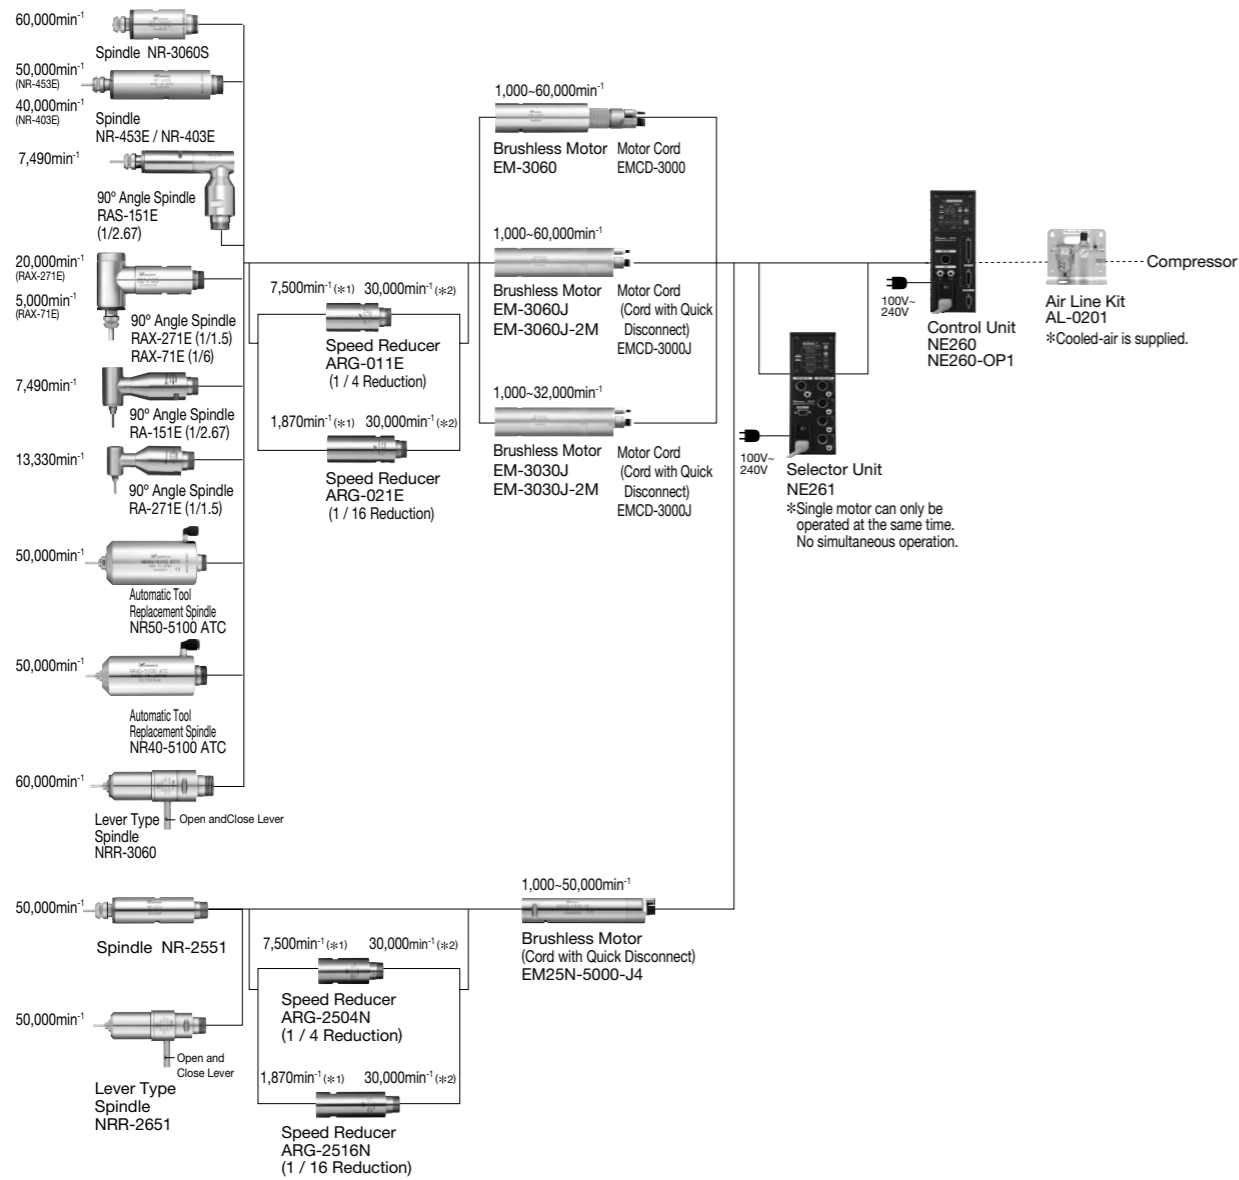 60,000min-1
Spindle NR-3060S
50,000min-1
(NR-453E)
40,000min-1
(NR-403E)
Spindle
NR-453E / NR-403E
7,490min-1
90º Angle Spindle
RAS-151E
(1/2.67)
20,000min-1
(RAX-271E)
5,000min-1
(RAX-71E)
90º Angle Spindle
RAX-271E (1/1.5)
RAX-71E (1/6)
7,490min-1
90º Angle Spindle
RA-151E (1/2.67)
13,330min-1
90º Angle Spindle
RA-271E (1/1.5)
50,000min-1
Automatic Tool
Replacement Spindle
NR50-5100 ATC
50,000min-1
Automatic Tool
Replacement Spindle
NR40-5100 ATC
60,000min-1
Lever Type
Spindle
NRR-3060
Open andClose Lever
7,500min-1(*1) 30,000min-1(*2)
Speed Reducer
ARG-011E
(1 / 4 Reduction)
1,870min-1(*1) 30,000min-1(*2)
Speed Reducer
ARG-021E
(1 / 16 Reduction)
1,000~60,000min-1
Brushless Motor
EM-3060
Motor Cord
EMCD-3000
1,000~60,000min-1
Brushless Motor
EM-3060J
EM-3060J-2M
Motor Cord
(Cord with Quick
Disconnect)
EMCD-3000J
1,000~32,000min-1
Brushless Motor
EM-3030J
EM-3030J-2M
Motor Cord
(Cord with Quick
Disconnect)
EMCD-3000J
100V~
240V
Control Unit
NE260
NE260-OP1
100V~
240V
Selector Unit
NE261
*Single motor can only be
operated at the same time.
No simultaneous operation.
Air Line Kit
AL-0201
*Cooled-air is supplied.
Compressor
50,000min-1
Spindle NR-2551
50,000min-1
Open and
Close Lever
Lever Type
Spindle
NRR-2651
7,500min-1(*1) 30,000min-1(*2)
Speed Reducer
ARG-2504N
(1 / 4 Reduction)
1,870min-1(*1) 30,000min-1(*2)
Speed Reducer
ARG-2516N
(1 / 16 Reduction)
1,000~50,000min-1
Brushless Motor
(Cord with Quick Disconnect)
EM25N-5000-J4